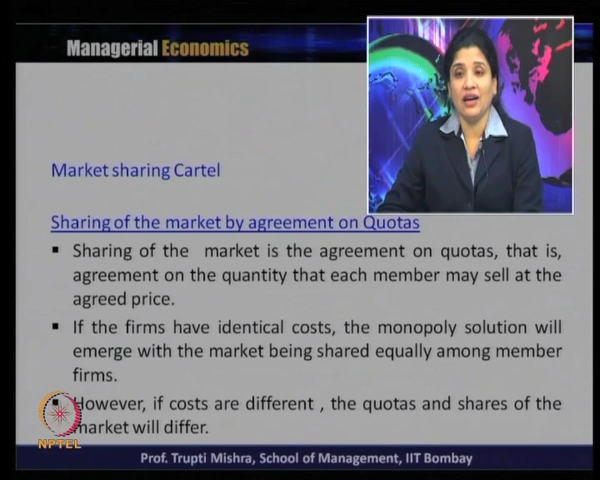 Managerial Economics
Market sharing Cartel
Sharing of the market by agreement on Quotas
Sharing of the market is the agreement on quotas, that is,
agreement on the quantity that each member may sell at the
agreed price.
If the firms have identical costs, the monopoly solution will
emerge with the market being shared equally among member
firms.
However, if costs are different , the quotas and shares of the
market will differ.
NPTEL
Prof. Trupti Mishra, School of Management, IIT Bombay